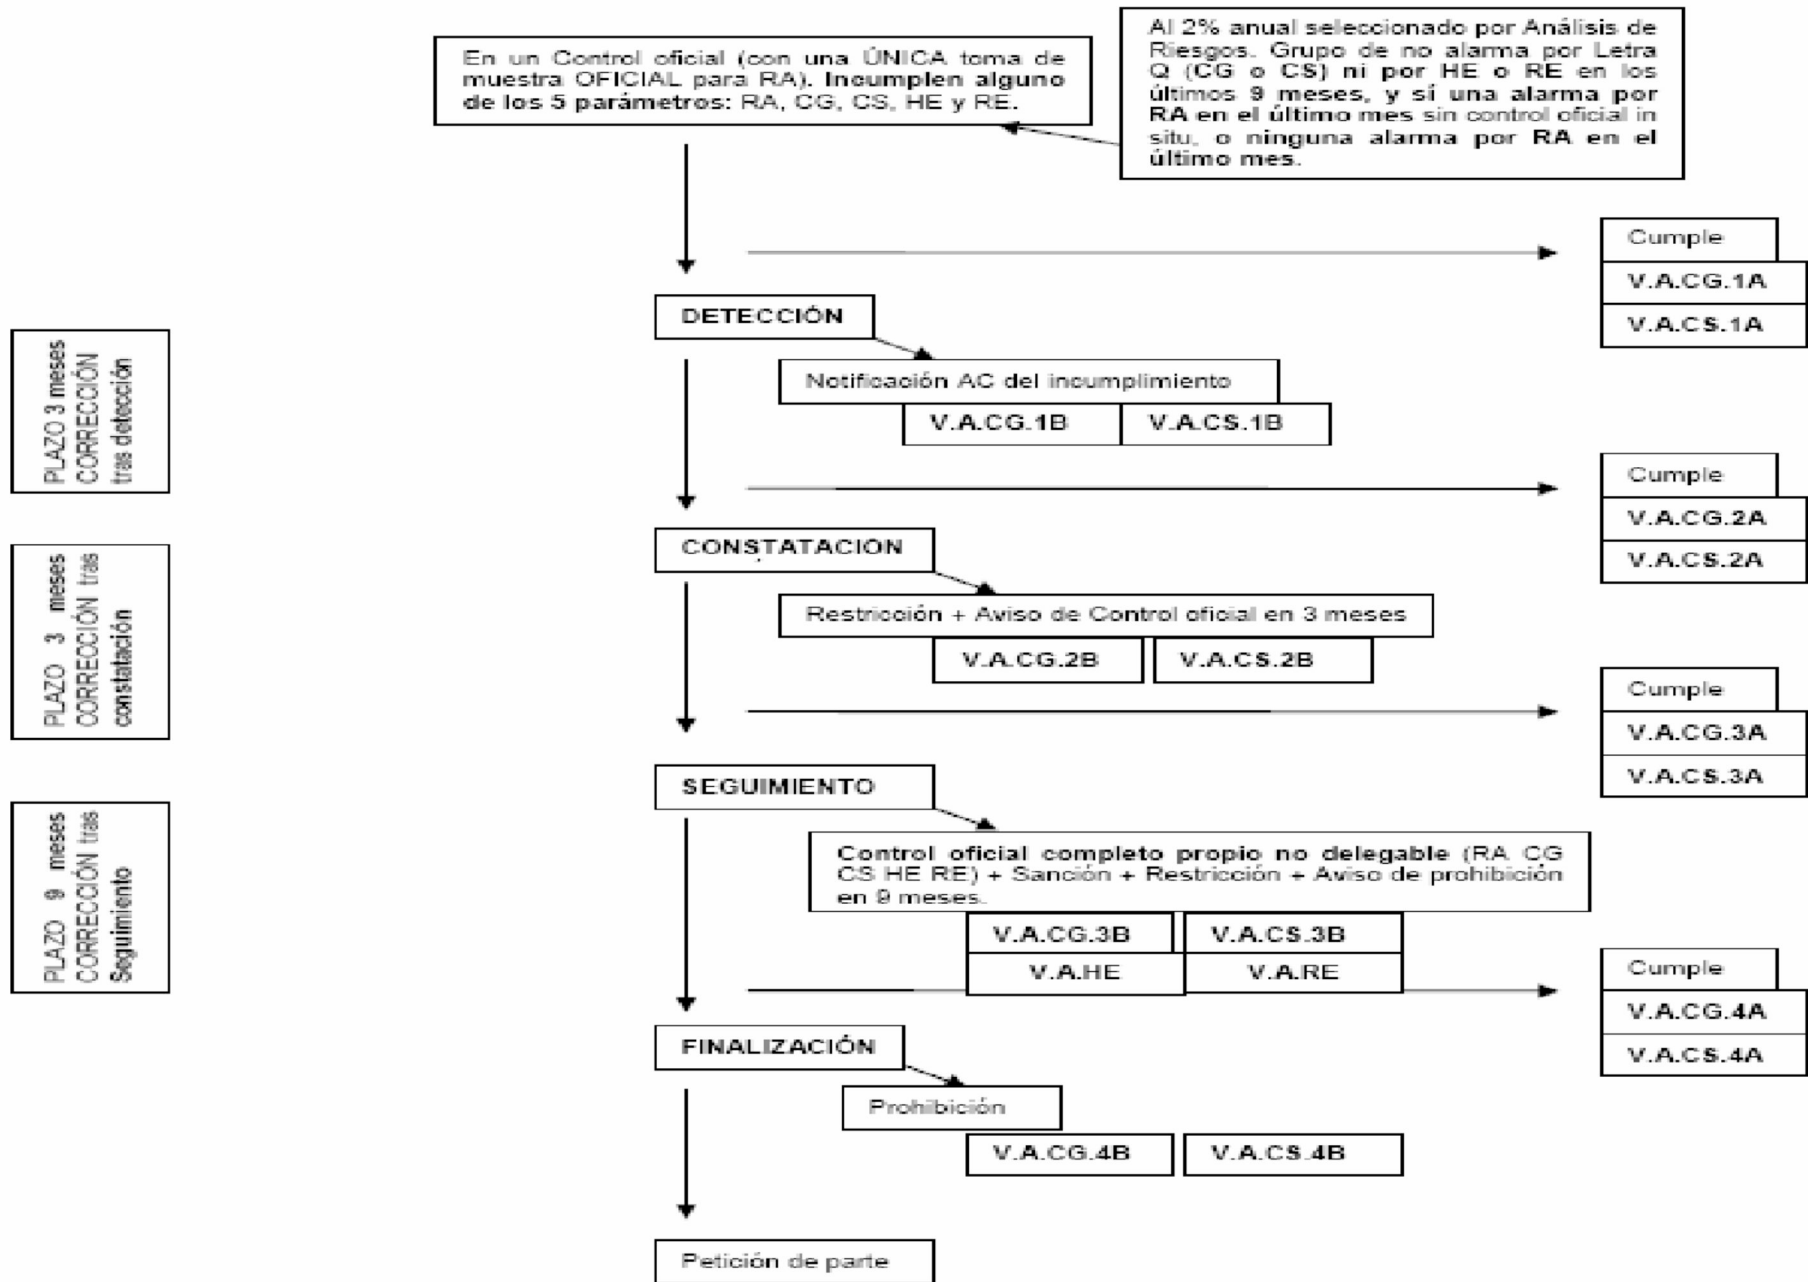 En un Control oficial (con una ÚNICA toma de
muestra OFICIAL para RA). Incumplen alguno
de los 5 parámetros: RA, CG, CS, HE y RE.
Al 2% anual seleccionado por Análisis de
Riesgos. Grupo de no alarma por Letra
Q (CG o CS) ni por HE o RE en los
últimos 9 meses, y sí una alarma por
RA en el último mes sin control oficial in
situ, o ninguna alarma por RA en el
último mes.
Cumple
V.A.CG.1A
V.A.CS.1A
DETECCIÓN
PLAZO 3 meses
CORRECCIÓN
tras detección
Notificación AC del incumplimiento
V.A.CG.1B
V.A.CS.1B
Cumple
V.A.CG.2A
V.A.CS.2A
CONSTATACION
PLAZO 3 meses
CORRECCIÓN tras
constatación
Restricción + Aviso de Control oficial en 3 meses
V.A.CG.2B
V.A.CS.2B
Cumple
V.A.CG.3A
V.A.CS.3A
SEGUIMIENTO
PLAZO 9 meses
CORRECCIÓN tras
Seguimiento
Control oficial completo propio no delegable (RA CG
CS HE RE) + Sanción + Restricción + Aviso de prohibición
en 9 meses.
V.A.CG.3B
V.A.CS.3B
V.A.HE
V.A.RE
Cumple
V.A.CG.4A
V.A.CS.4A
FINALIZACIÓN
Prohibición
V.A.CG.4B
V.A.CS.4B
Petición de parte